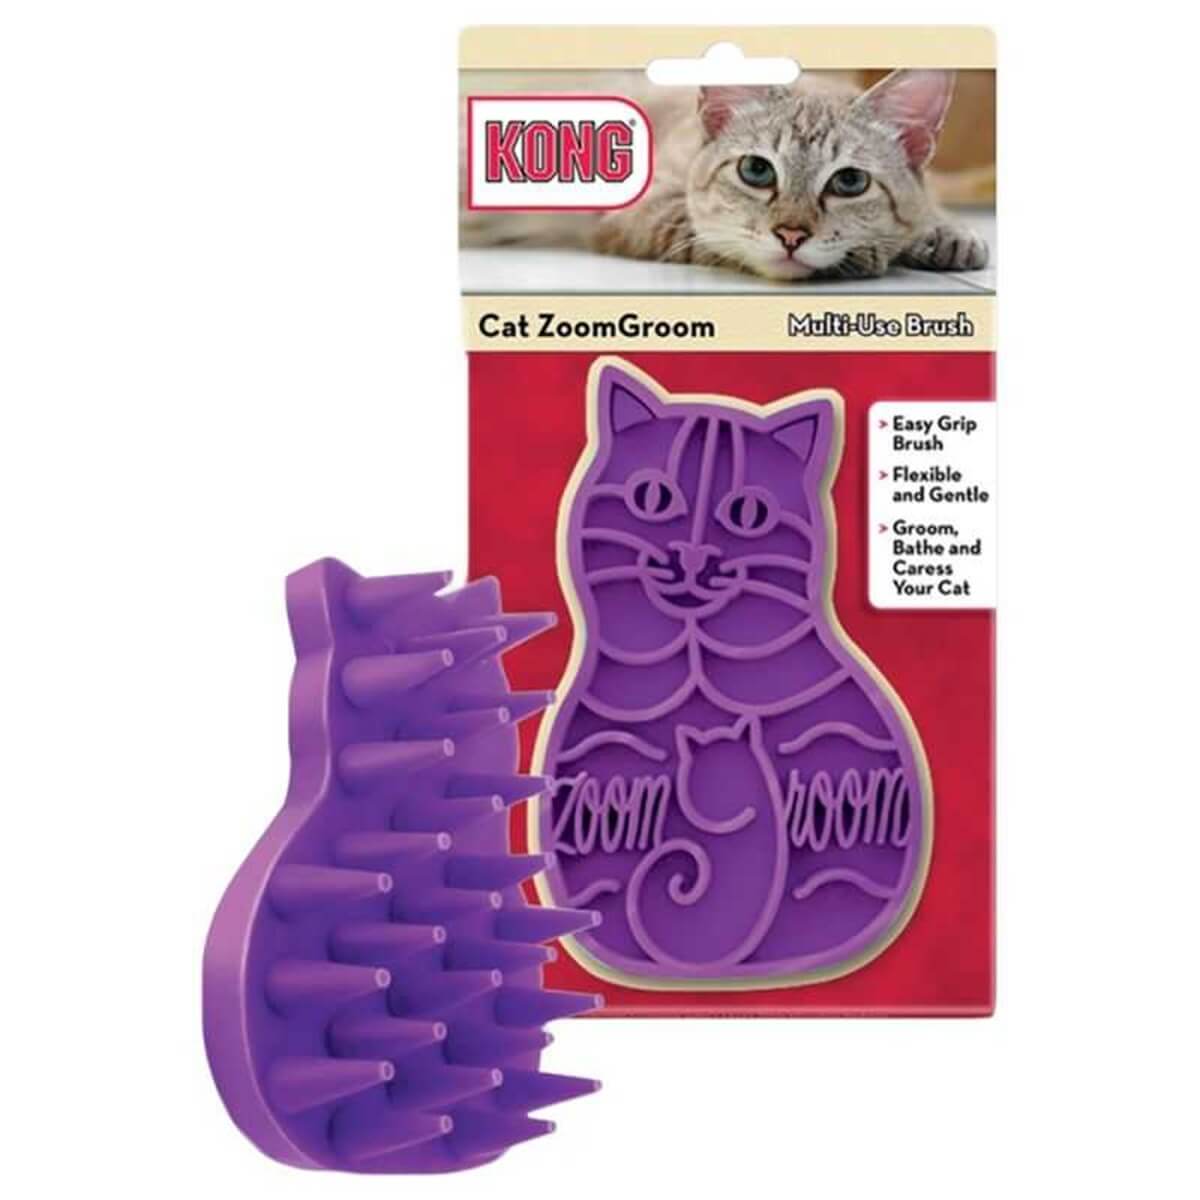 KONG®
Cat ZoomGroom
Multi-Use Brush
> Easy Grip
Brush
> Flexible
and Gentle
> Groom,
Bathe and
Caress
Your Cat
zoom room